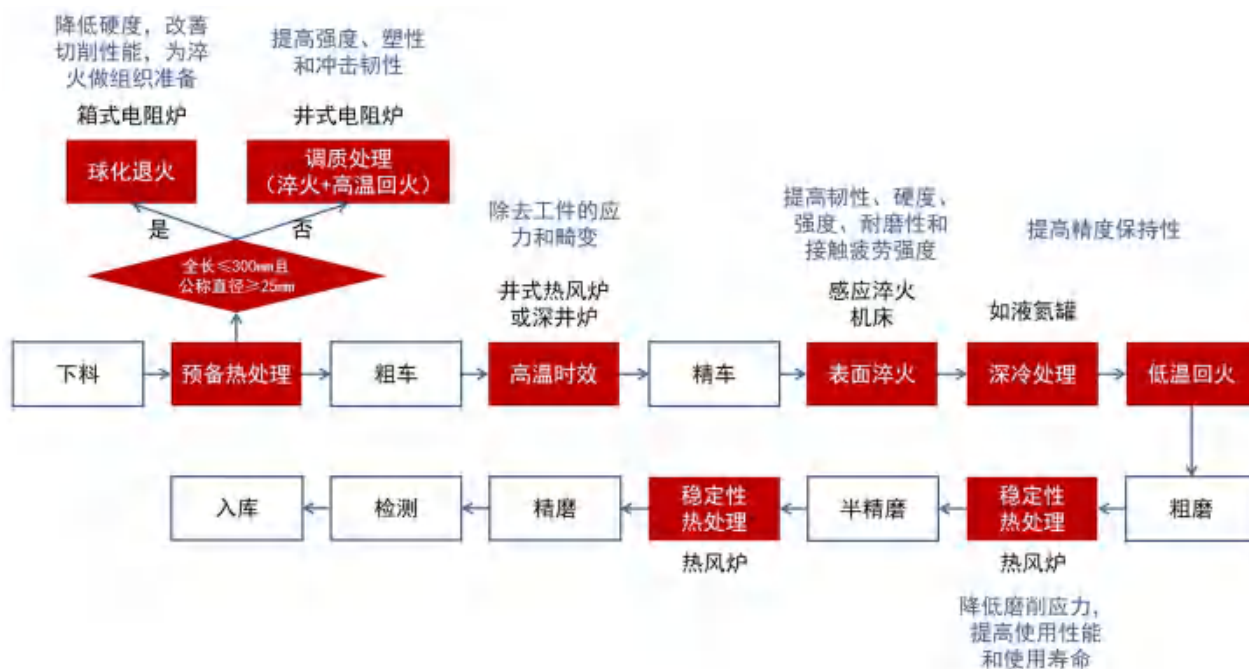 降低硬度，改善
切削性能，为淬
火做组织准备
提高强度、塑性
和冲击韧性
箱式电阻炉
井式电阻炉
球化退火
调质处理
（淬火+高温回火）
是
否
全长≤300mm且
公称直径≥25mm
除去工件的应
力和畸变
井式热风炉
或深井炉
提高韧性、硬度、
强度、耐磨性和
接触疲劳强度
感应淬火
机床
提高精度保持性
如液氮罐
下料
预备热处理
粗车
高温时效
精车
表面淬火
深冷处理
低温回火
入库
检测
精磨
稳定性
热处理
半精磨
稳定性
热处理
粗磨
热风炉
热风炉
降低磨削应力，
提高使用性能
和使用寿命